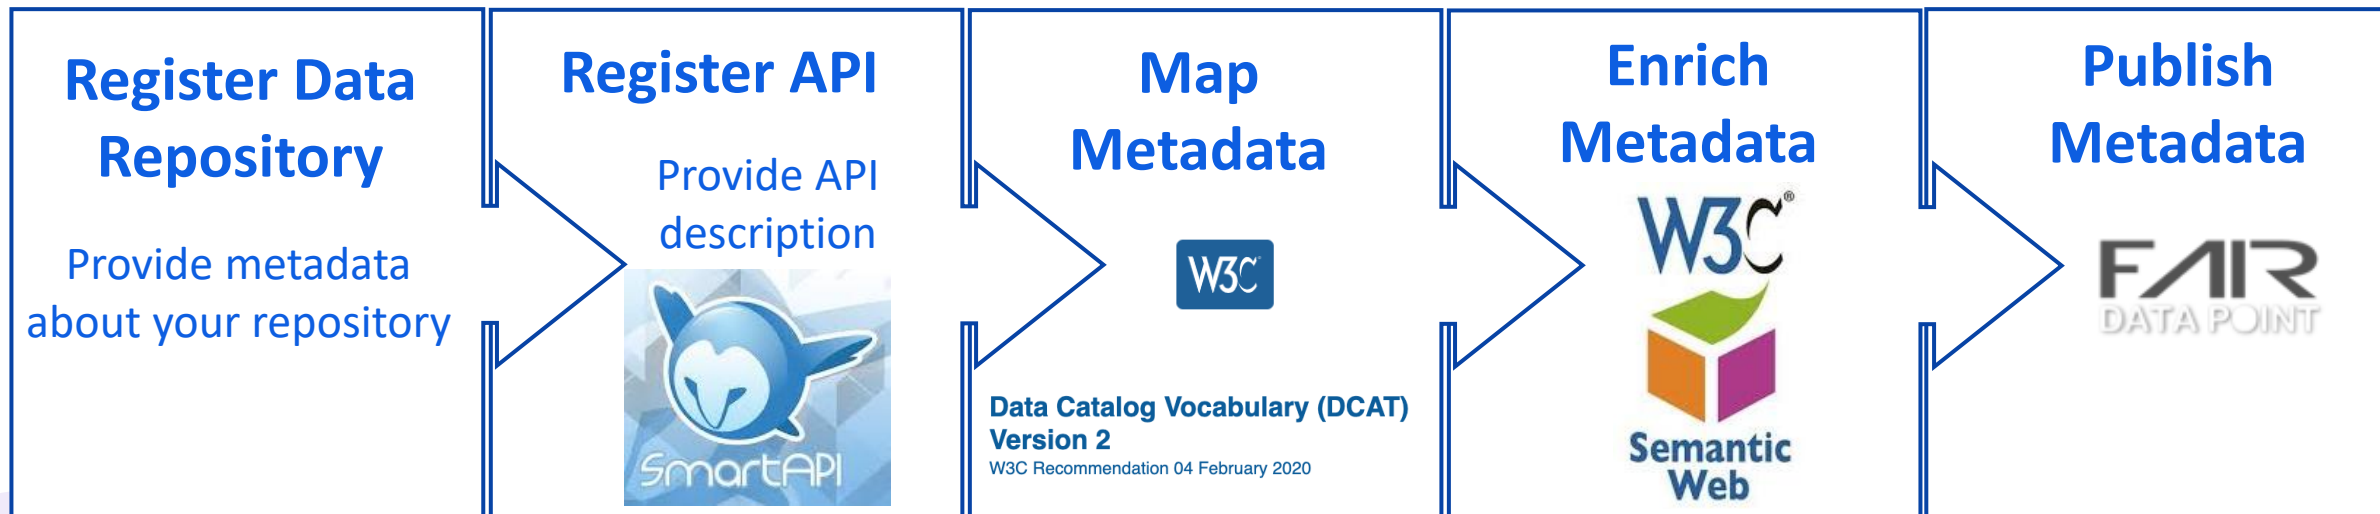 Register Data
Repository
Provide metadata
about your repository
Register API
Provide API
description
SmartAPI
Map
Metadata
W3C
Data Catalog Vocabulary (DCAT)
Version 2
W3C Recommendation 04 February 2020
Enrich
Metadata
W3C®
Semantic
Web
Publish
Metadata
FAIR
DATA POINT